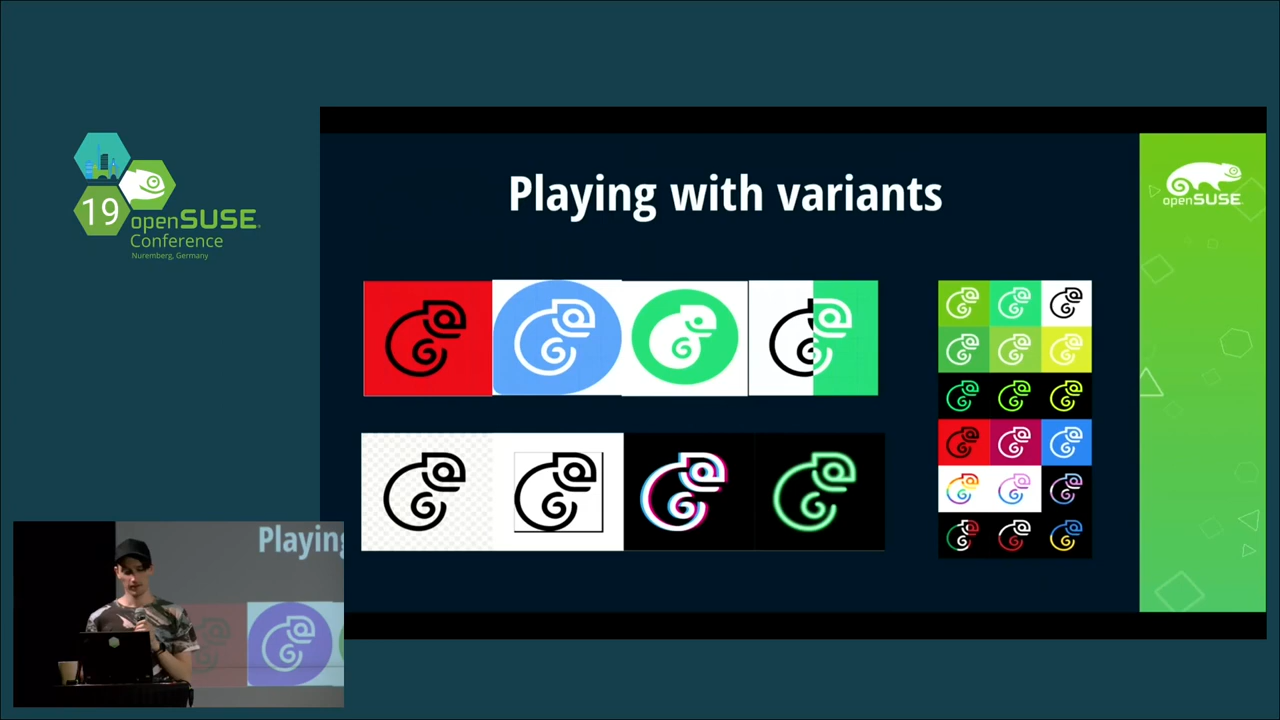 19
openSUSE
Conference
Nuremberg, Germany
Playing with variants
openSUSE
Playing